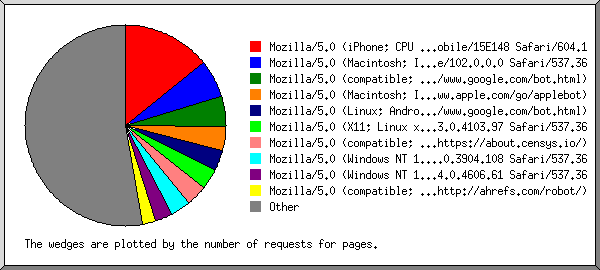 Mozilla/5.0 (iPhone; CPU ...obile/15E148 Safari/604.1
Mozilla/5.0 (Macintosh; I...e/102.0.0.0 Safari/537.36
Mozilla/5.0 (compatible; .../www.google.com/bot.html)
Mozilla/5.0 (Macintosh; I...ww.apple.com/go/applebot)
Mozilla/5.0 (Linux; Andro.../www.google.com/bot.html)
Mozilla/5.0 (X11; Linux x...3.0.4103.97 Safari/537.36
Mozilla/5.0 (compatible; ...https://about.censys.io/)
Mozilla/5.0 (Windows NT 1....0.3904.108 Safari/537.36
Mozilla/5.0 (Windows NT 1...4.0.4606.61 Safari/537.36
Mozilla/5.0 (compatible; ...http://ahrefs.com/robot/)
Other
The wedges are plotted by the number of requests for pages.